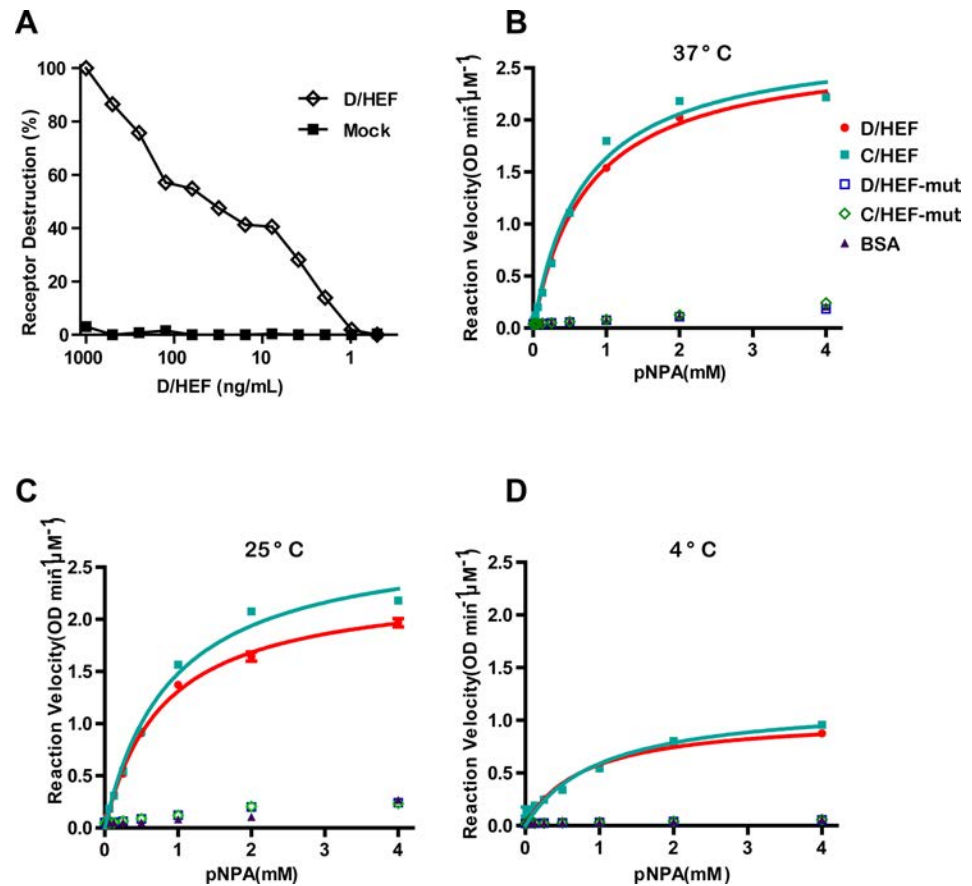 A
Receptor Destruction (%)
100
80
60
40
20
0
D/HEF
Mock
1000
100
10
1
D/HEF (ng/mL)
B
37° C
Reaction Velocity(OD min⁻¹µM⁻¹)
2.5
2.0
1.5
1.0
0.5
0.0
0
1
2
3
4
pNPA(mM)
D/HEF
C/HEF
D/HEF-mut
C/HEF-mut
BSA
C
25° C
Reaction Velocity(OD min⁻¹µM⁻¹)
2.5
2.0
1.5
1.0
0.5
0.0
0
1
2
3
4
pNPA(mM)
D
4° C
Reaction Velocity(OD min⁻¹µM⁻¹)
2.5
2.0
1.5
1.0
0.5
0.0
0
1
2
3
4
pNPA(mM)